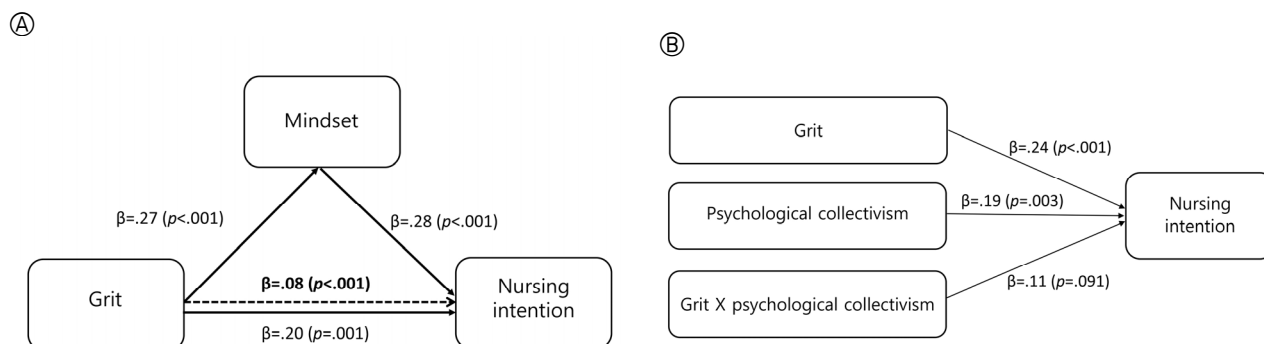 Ⓐ
Mindset
β=.27 (p<.001)
β=.28 (p<.001)
Grit
β=.08 (p<.001)
β=.20 (p=.001)
Nursing
intention
Ⓑ
Grit
β=.24 (p<.001)
Psychological collectivism
β=.19 (p=.003)
Nursing
intention
Grit X psychological collectivism
β=.11 (p=.091)